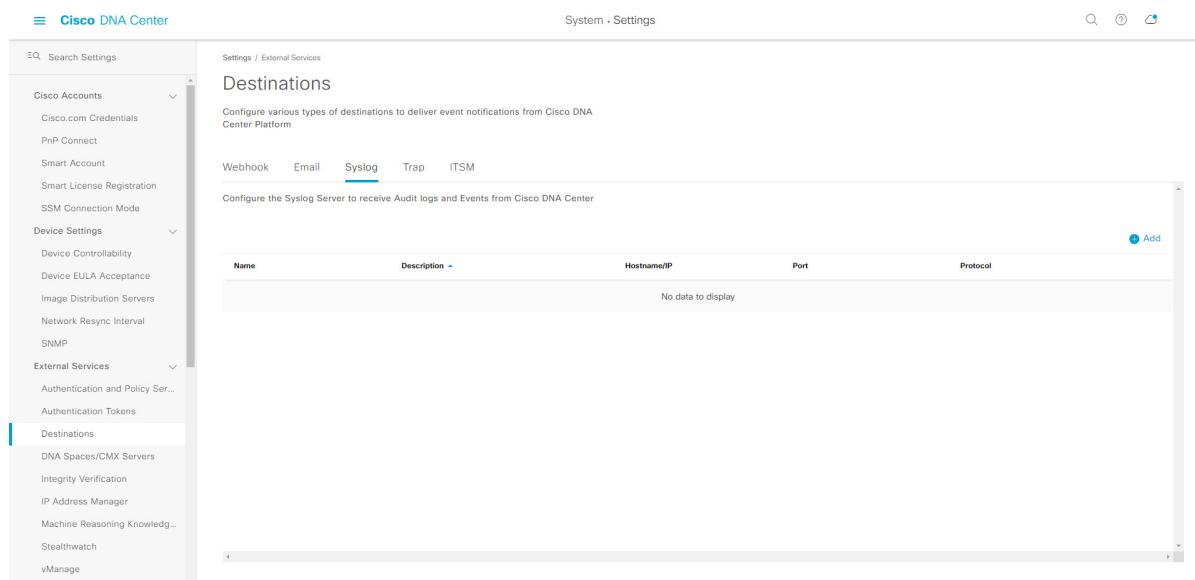 Cisco DNA Center
System • Settings
Search Settings
Cisco Accounts
Cisco.com Credentials
PnP Connect
Smart Account
Smart License Registration
SSM Connection Mode
Device Settings
Device Controllability
Device EULA Acceptance
Image Distribution Servers
Network Resync Interval
SNMP
External Services
Authentication and Policy Ser...
Authentication Tokens
Destinations
DNA Spaces/CMX Servers
Integrity Verification
IP Address Manager
Machine Reasoning Knowledg...
Stealthwatch
vManage
Settings / External Services
Destinations
Configure various types of destinations to deliver event notifications from Cisco DNA
Center Platform
Webhook Email Syslog Trap ITSM
Configure the Syslog Server to receive Audit logs and Events from Cisco DNA Center
Add
Name Description Hostname/IP Port Protocol
No data to display